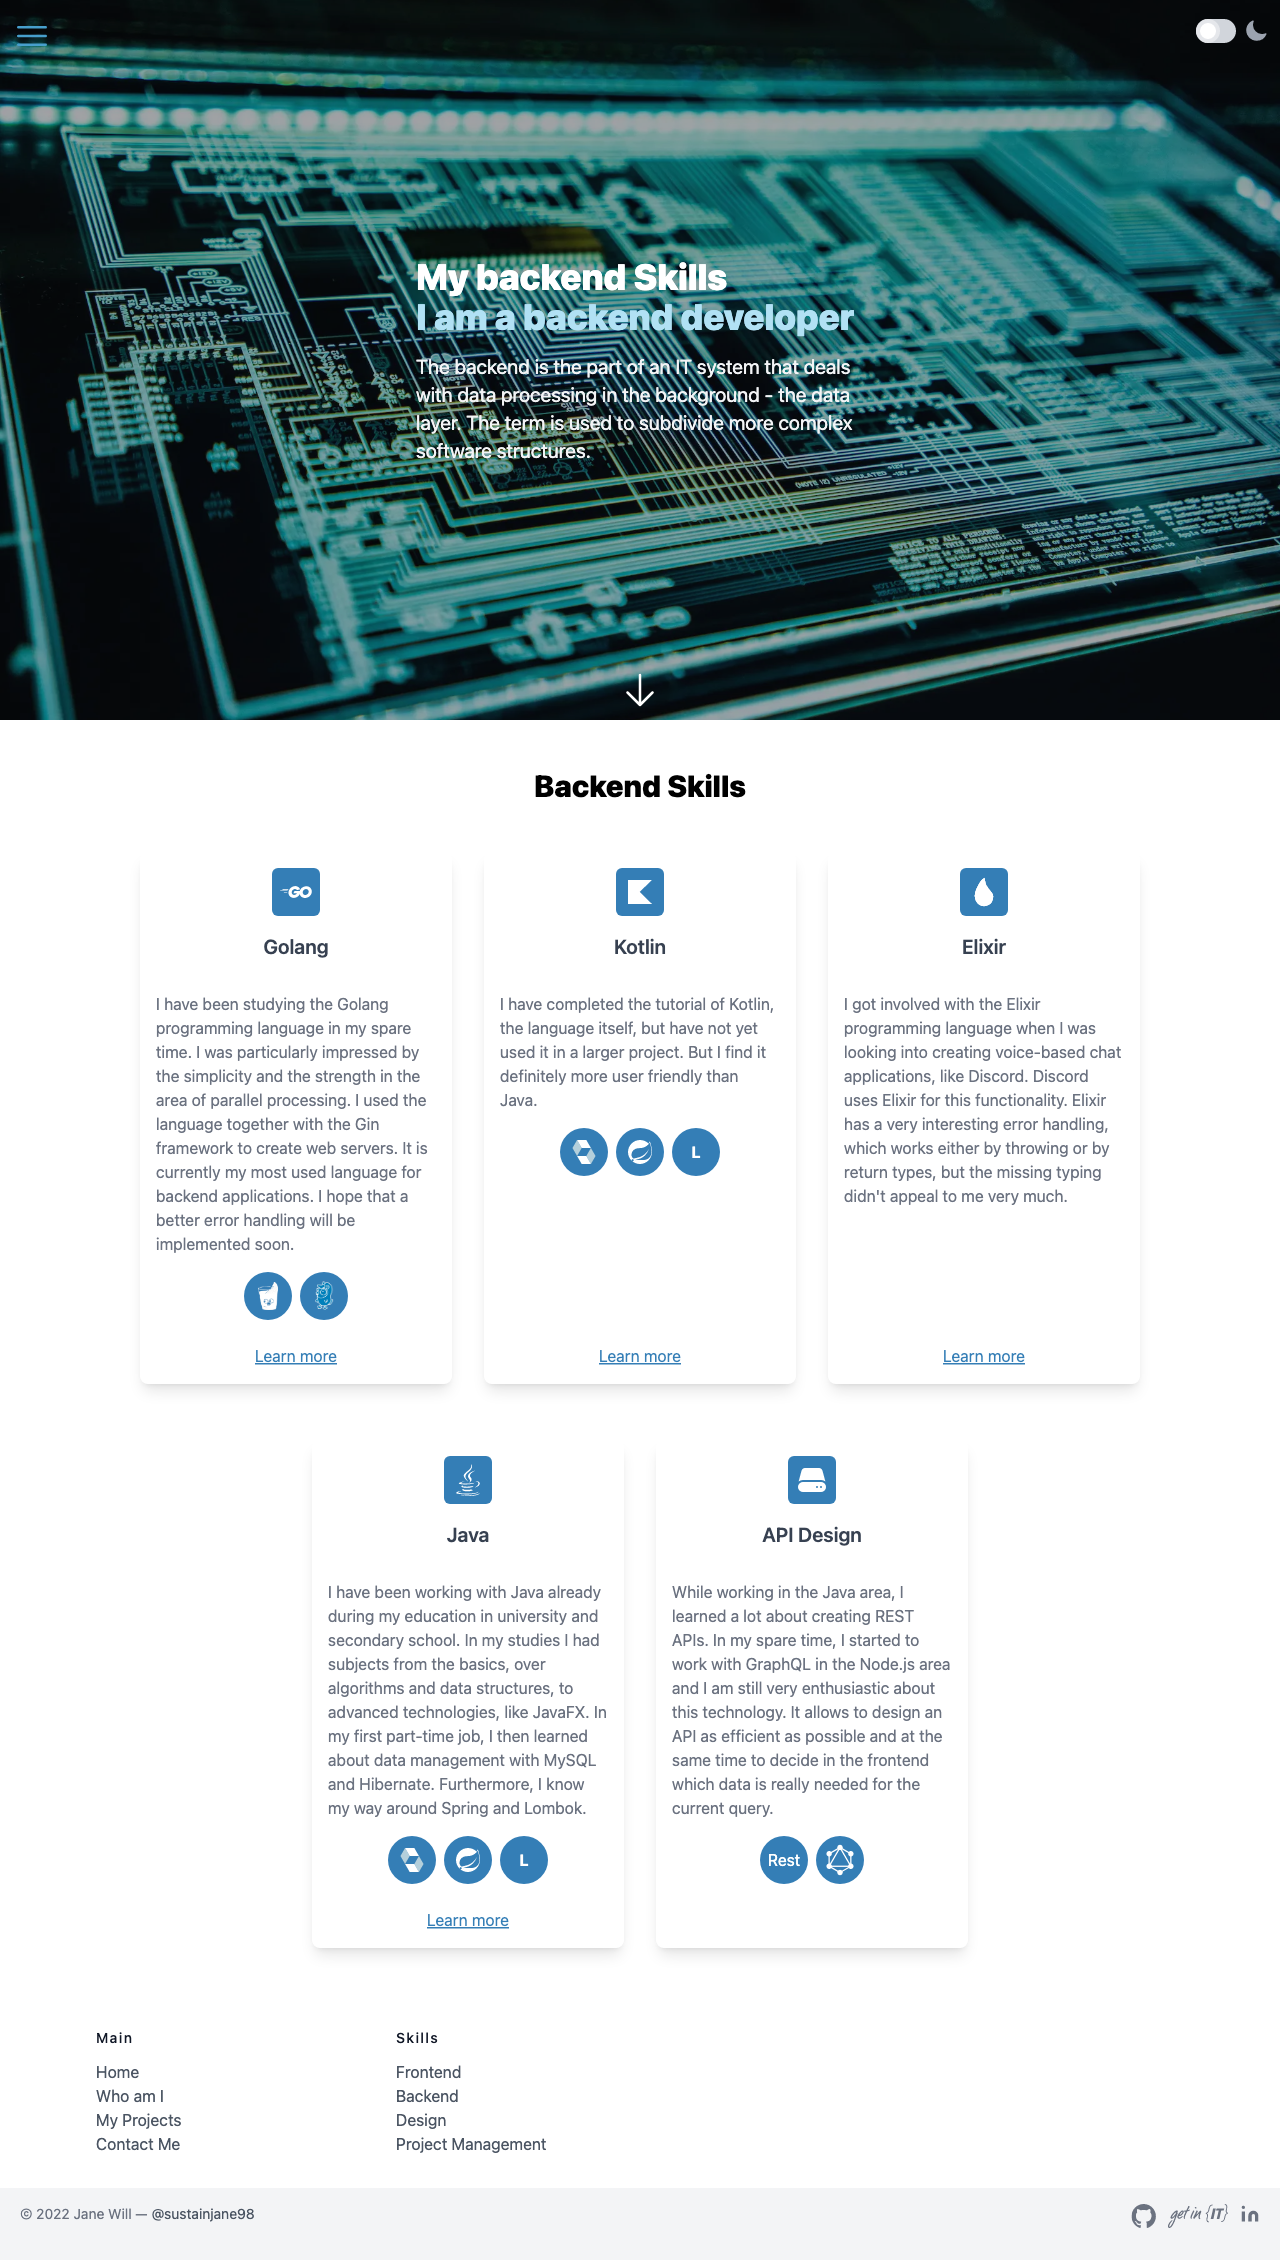 My backend Skills
I am a backend developer
The backend is the part of an IT system that deals
with data processing in the background - the data
layer. The term is used to subdivide more complex
software structures.
Backend Skills
GO
Golang
I have been studying the Golang
programming language in my spare
time. I was particularly impressed by
the simplicity and the strength in the
area of parallel processing. I used the
language together with the Gin
framework to create web servers. It is
currently my most used language for
backend applications. I hope that a
better error handling will be
implemented soon.
Learn more
Kotlin
I have completed the tutorial of Kotlin,
the language itself, but have not yet
used it in a larger project. But I find it
definitely more user friendly than
Java.
L
Learn more
Elixir
I got involved with the Elixir
programming language when I was
looking into creating voice-based chat
applications, like Discord. Discord
uses Elixir for this functionality. Elixir
has a very interesting error handling,
which works either by throwing or by
return types, but the missing typing
didn't appeal to me very much.
Learn more
Java
I have been working with Java already
during my education in university and
secondary school. In my studies I had
subjects from the basics, over
algorithms and data structures, to
advanced technologies, like JavaFX. In
my first part-time job, I then learned
about data management with MySQL
and Hibernate. Furthermore, I know
my way around Spring and Lombok.
L
Learn more
API Design
While working in the Java area, I
learned a lot about creating REST
APIs. In my spare time, I started to
work with GraphQL in the Node.js area
and I am still very enthusiastic about
this technology. It allows to design an
API as efficient as possible and at the
same time to decide in the frontend
which data is really needed for the
current query.
Rest
Main
Home
Who am I
My Projects
Contact Me
Skills
Frontend
Backend
Design
Project Management
© 2022 Jane Will — @sustainjane98
get in {IT}
in